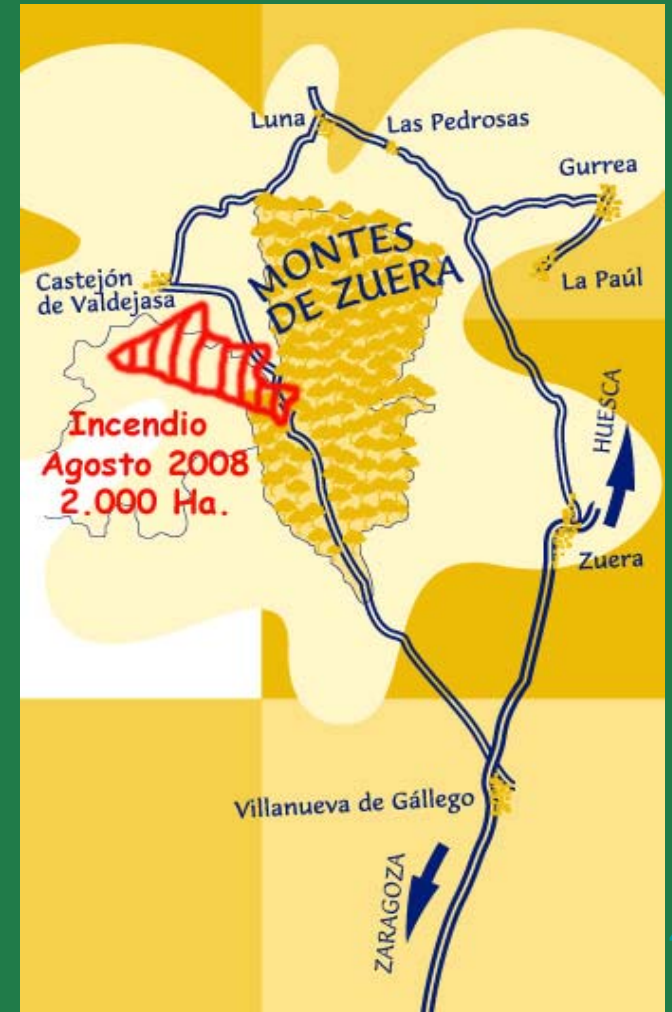 Luna
Las Pedrosas
Gurrea
MONTES
DE ZUERA
Castejón
de Valdejasa
La Paúl
Incendio
Agosto 2008
2.000 Ha.
HUESCA
Zuera
Villanueva de Gállego
ZARAGOZA